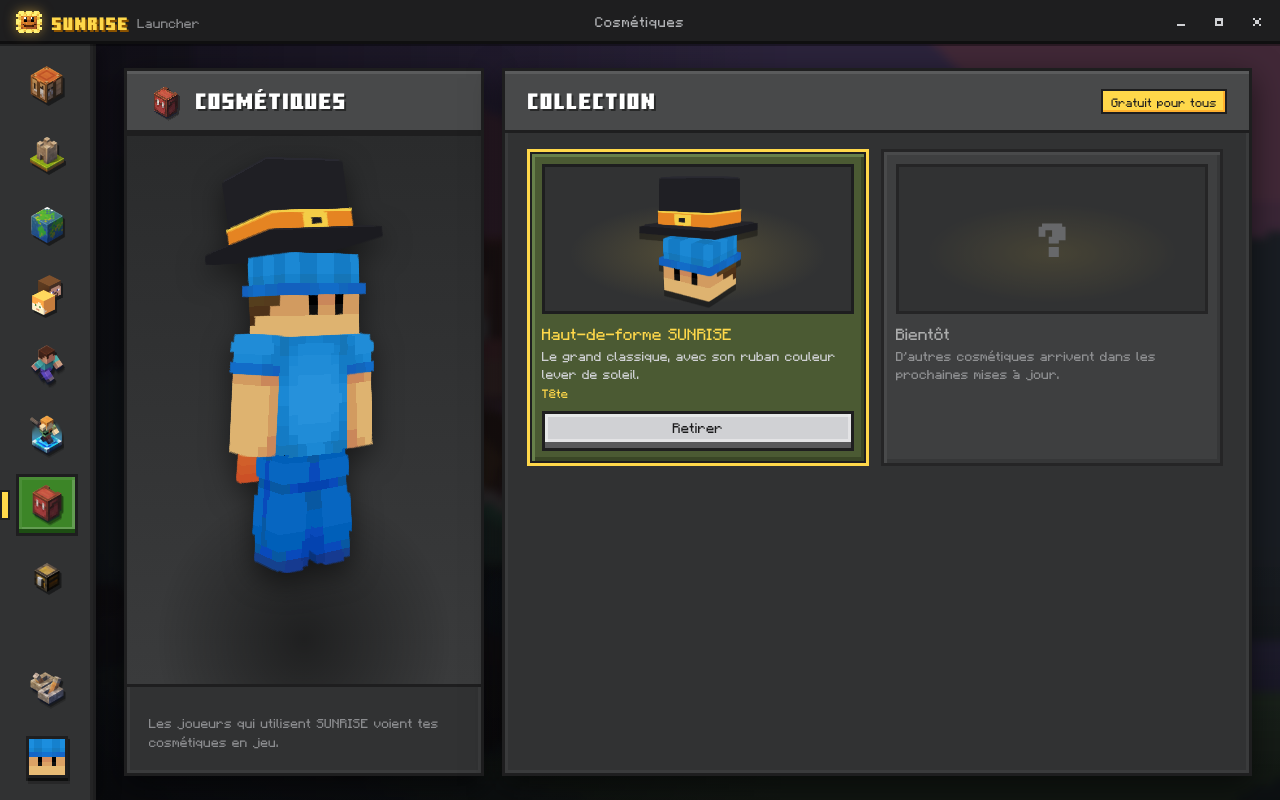 SUNRISE Launcher
Cosmétiques
COSMÉTIQUES
Les joueurs qui utilisent SUNRISE voient tes
cosmétiques en jeu.
COLLECTION
Gratuit pour tous
Haut-de-forme SUNRISE
Le grand classique, avec son ruban couleur
lever de soleil.
Tête
Retirer
?
Bientôt
D'autres cosmétiques arrivent dans les
prochaines mises à jour.